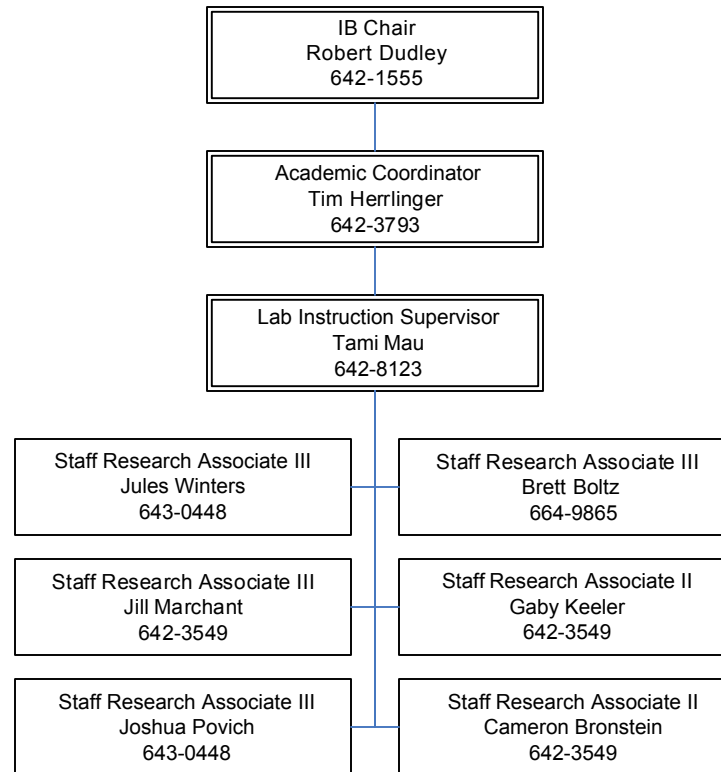 IB Chair
Robert Dudley
642-1555
Academic Coordinator
Tim Herrlinger
642-3793
Lab Instruction Supervisor
Tami Mau
642-8123
Staff Research Associate III
Jules Winters
643-0448
Staff Research Associate III
Brett Boltz
664-9865
Staff Research Associate III
Jill Marchant
642-3549
Staff Research Associate II
Gaby Keeler
642-3549
Staff Research Associate III
Joshua Povich
643-0448
Staff Research Associate II
Cameron Bronstein
642-3549